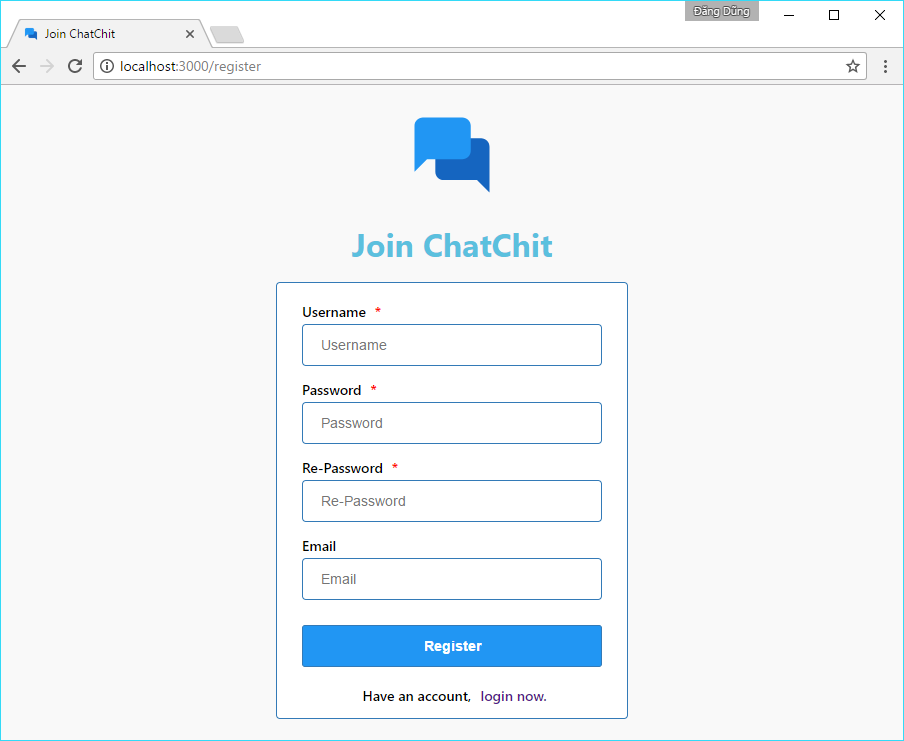 Đăng Dũng
Join ChatChit
localhost:3000/register
Join ChatChit
Username *
Username
Password *
Password
Re-Password *
Re-Password
Email
Email
Register
Have an account, login now.